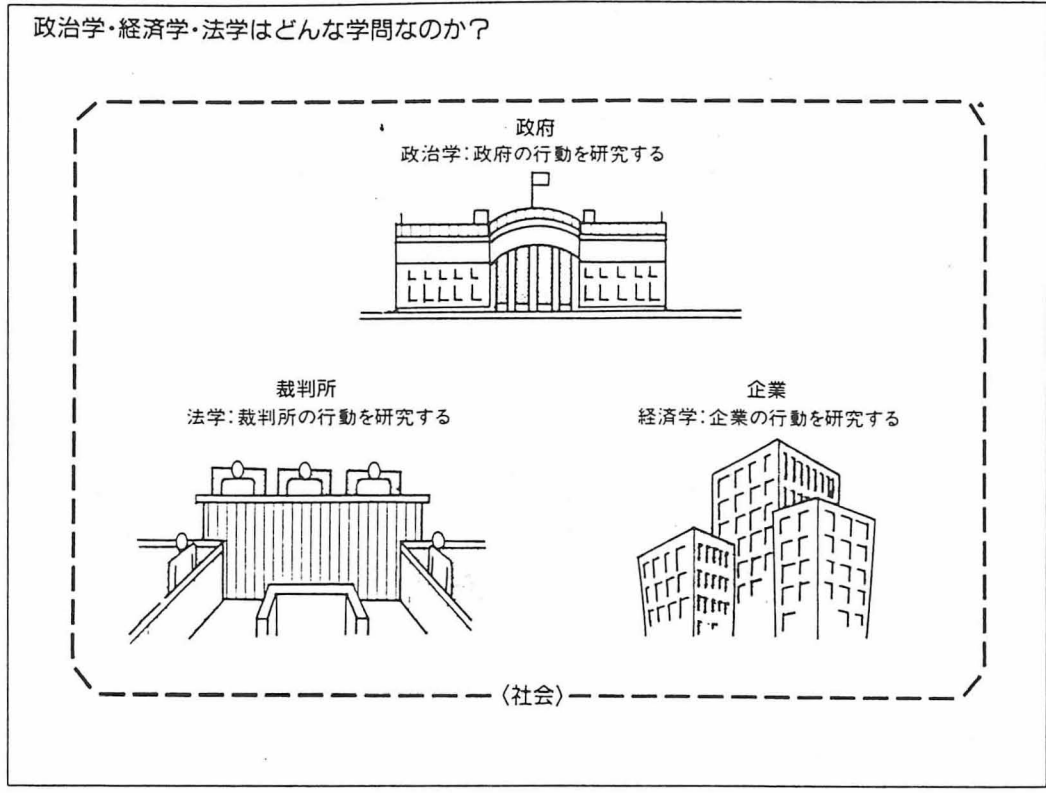 政治学・経済学・法学はどんな学問なのか？
政府
政治学：政府の行動を研究する
裁判所
法学：裁判所の行動を研究する
企業
経済学：企業の行動を研究する
〈社会〉